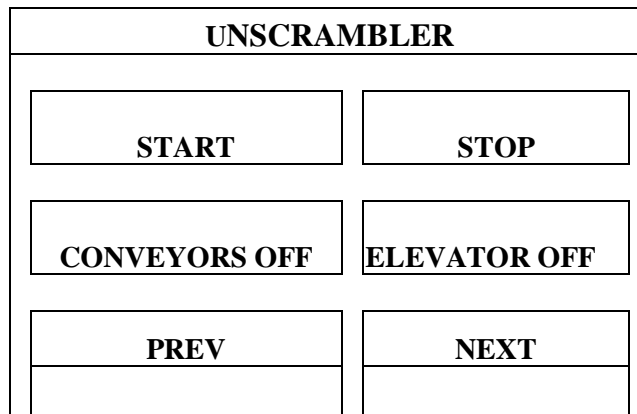 UNSCRAMBLER
START STOP
CONVEYORS OFF ELEVATOR OFF
PREV NEXT